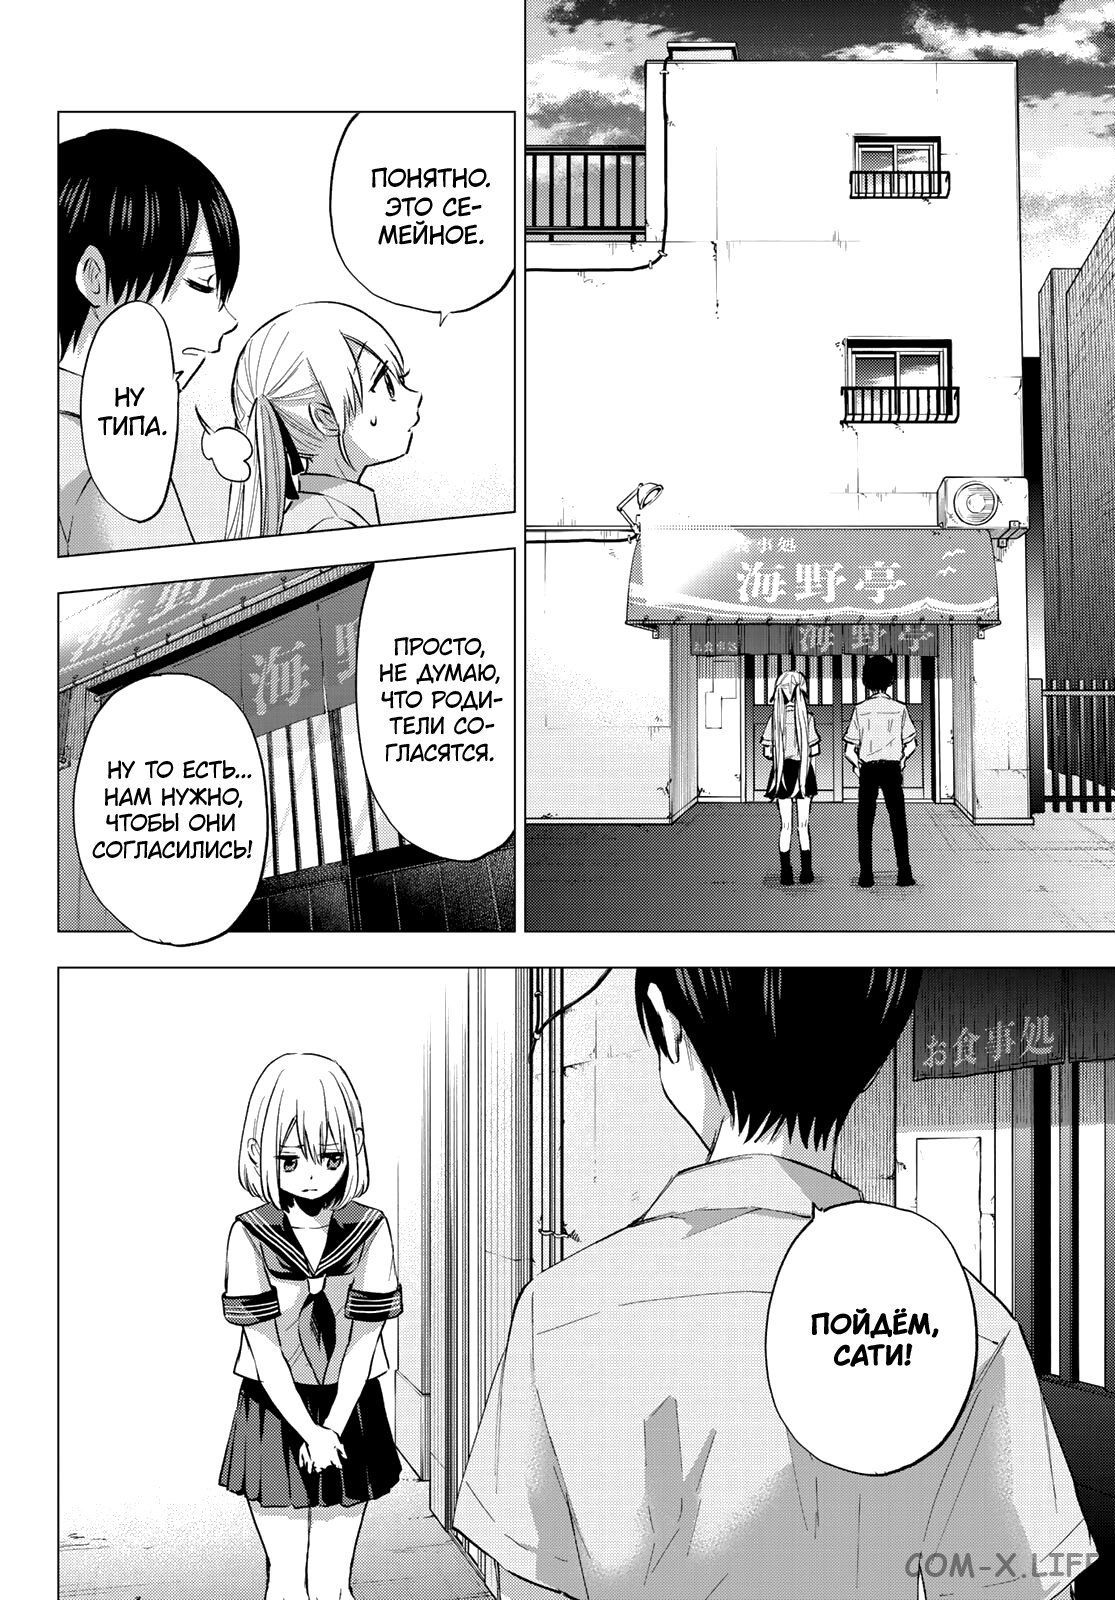 食事処
海野亭
海野亭
ПОНЯТНО.
ЭТО СЕ-
МЕЙНОЕ.
НУ
ТИПА.
海野
海
ПРОСТО,
НЕ ДУМАЮ,
ЧТО РОДИ-
ТЕЛИ СО-
ГЛАСЯТСЯ.
НУ ТО ЕСТЬ...
НАМ НУЖНО,
ЧТОБЫ ОНИ
СОГЛАСИЛИСЬ!
お食事処
ПОЙДЁМ,
САТИ!
COM-X.LIFE